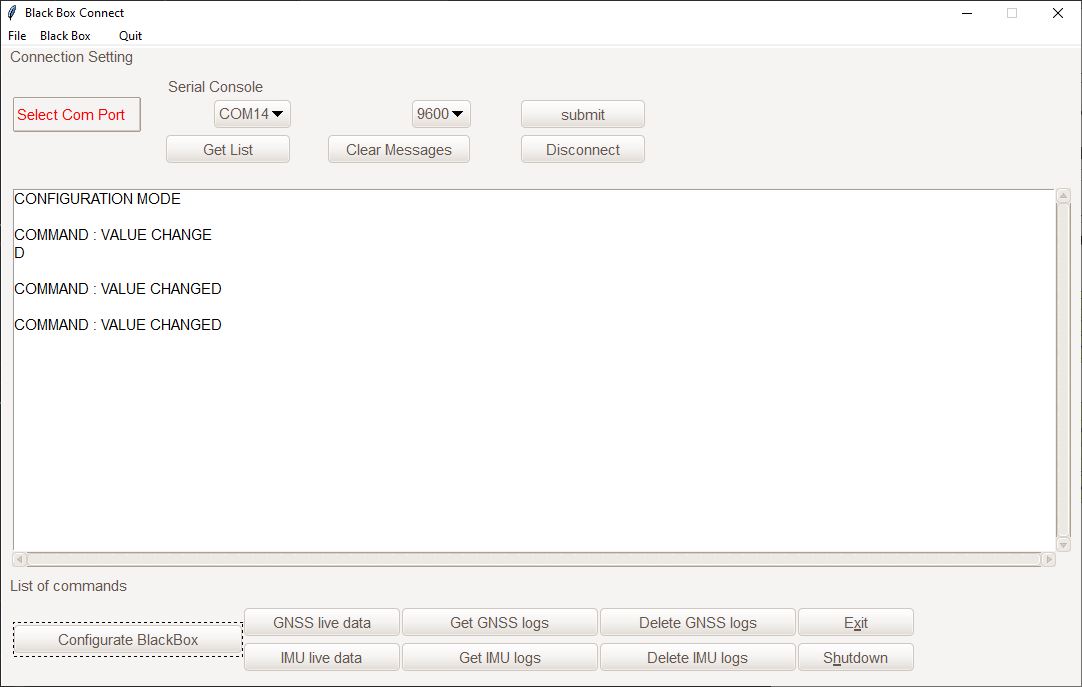 Black Box Connect
File Black Box Quit
Connection Setting
Serial Console
Select Com Port COM14 9600 submit
Get List Clear Messages Disconnect
CONFIGURATION MODE
COMMAND : VALUE CHANGE
D
COMMAND : VALUE CHANGED
COMMAND : VALUE CHANGED
List of commands
Configurate BlackBox
GNSS live data Get GNSS logs Delete GNSS logs Exit
IMU live data Get IMU logs Delete IMU logs Shutdown